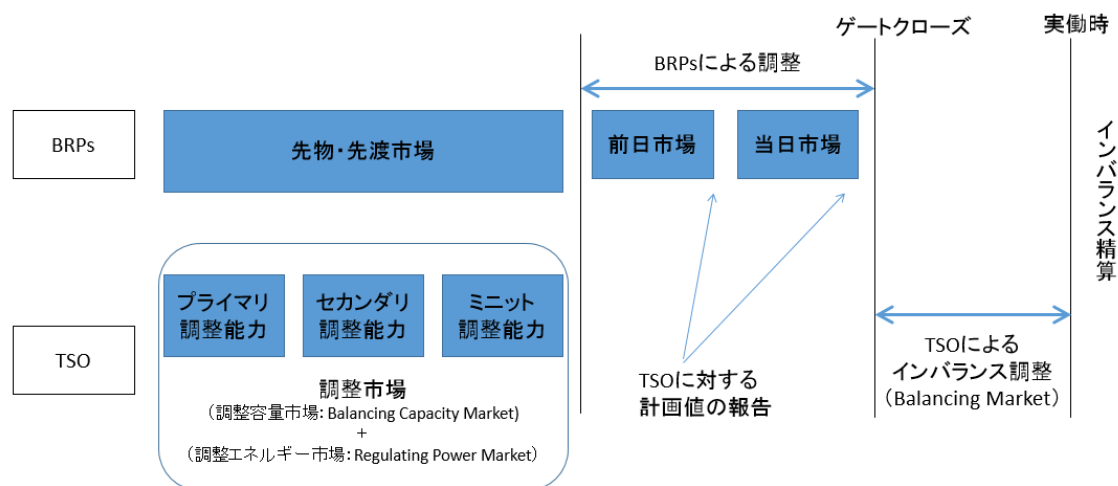 ゲートクローズ
実働時
BRPsによる調整
BRPs
先物・先渡市場
前日市場
当日市場
インバランス精算
プライマリ
調整能力
セカンダリ
調整能力
ミニット
調整能力
TSO
調整市場
（調整容量市場：Balancing Capacity Market）
+
（調整エネルギー市場：Regulating Power Market）
TSOに対する
計画値の報告
TSOによる
インバランス調整
（Balancing Market）